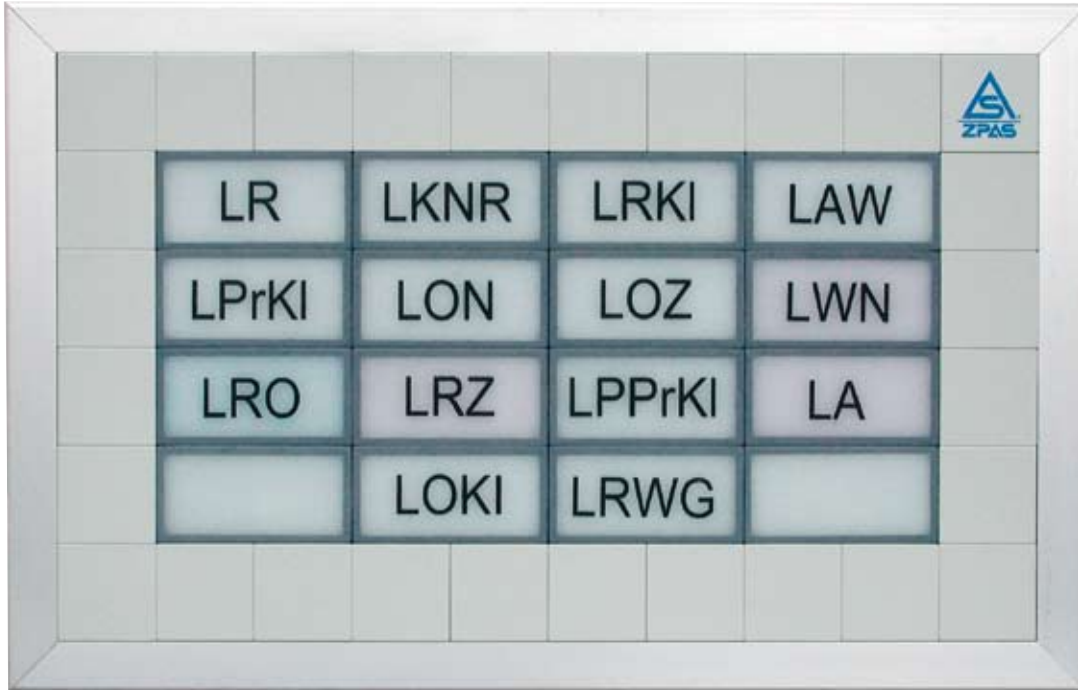 ZPAS
LR LKNR LRKI LAW
LPrKI LON LOZ LWN
LRO LRZ LPPrKI LA
LOKI LRWG